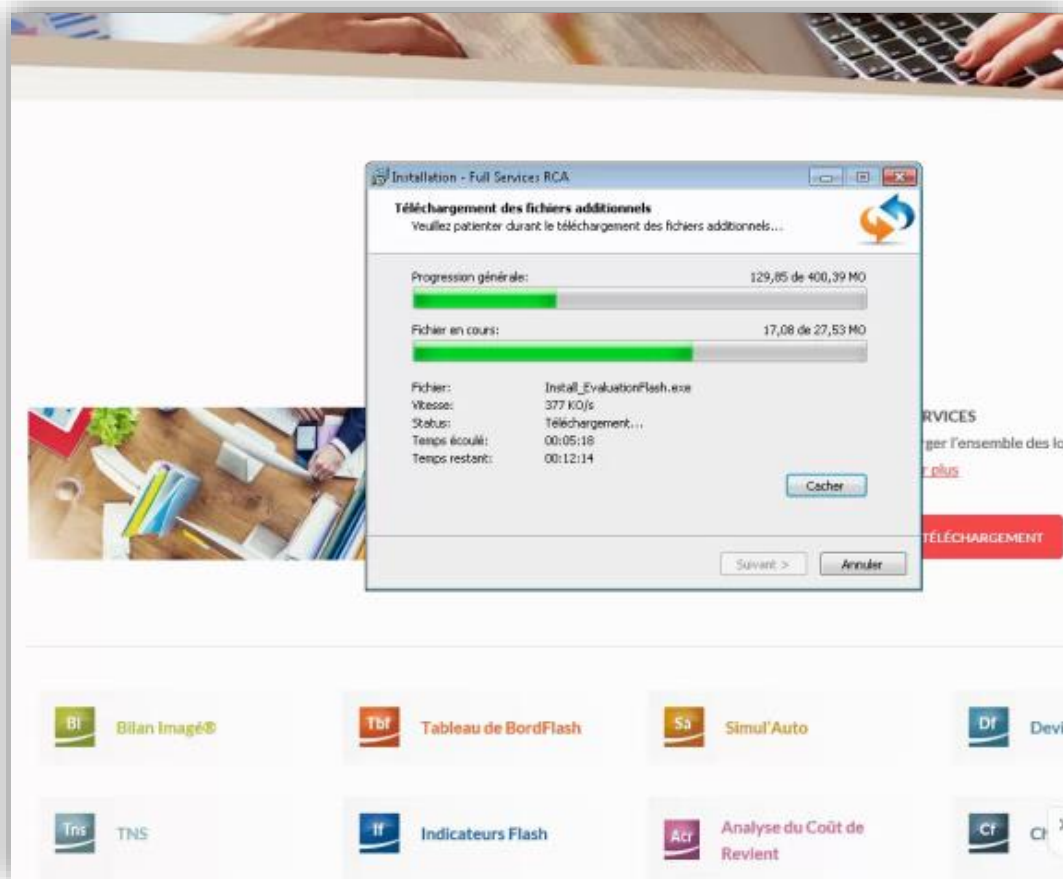 Installation - Full Services RCA
Téléchargement des fichiers additionnels
Veuillez patienter durant le téléchargement des fichiers additionnels...
Progression générale: 129,85 de 400,39 MO
Fichier en cours: 17,08 de 27,53 MO
Fichier: Install_EvaluationFlash.exe
Vitesse: 377 KO/s
Status: Téléchargement...
Temps écoulé: 00:05:18
Temps restant: 00:12:14
Cacher
Suivant >
Annuler
RVICES
ger l'ensemble des lo
r plus
TÉLÉCHARGEMENT
BI Bilan Imagé®
Tbf Tableau de BordFlash
Sa Simul'Auto
Df Devi
Tns TNS
If Indicateurs Flash
Acr Analyse du Coût de
Revient
Cf Ch